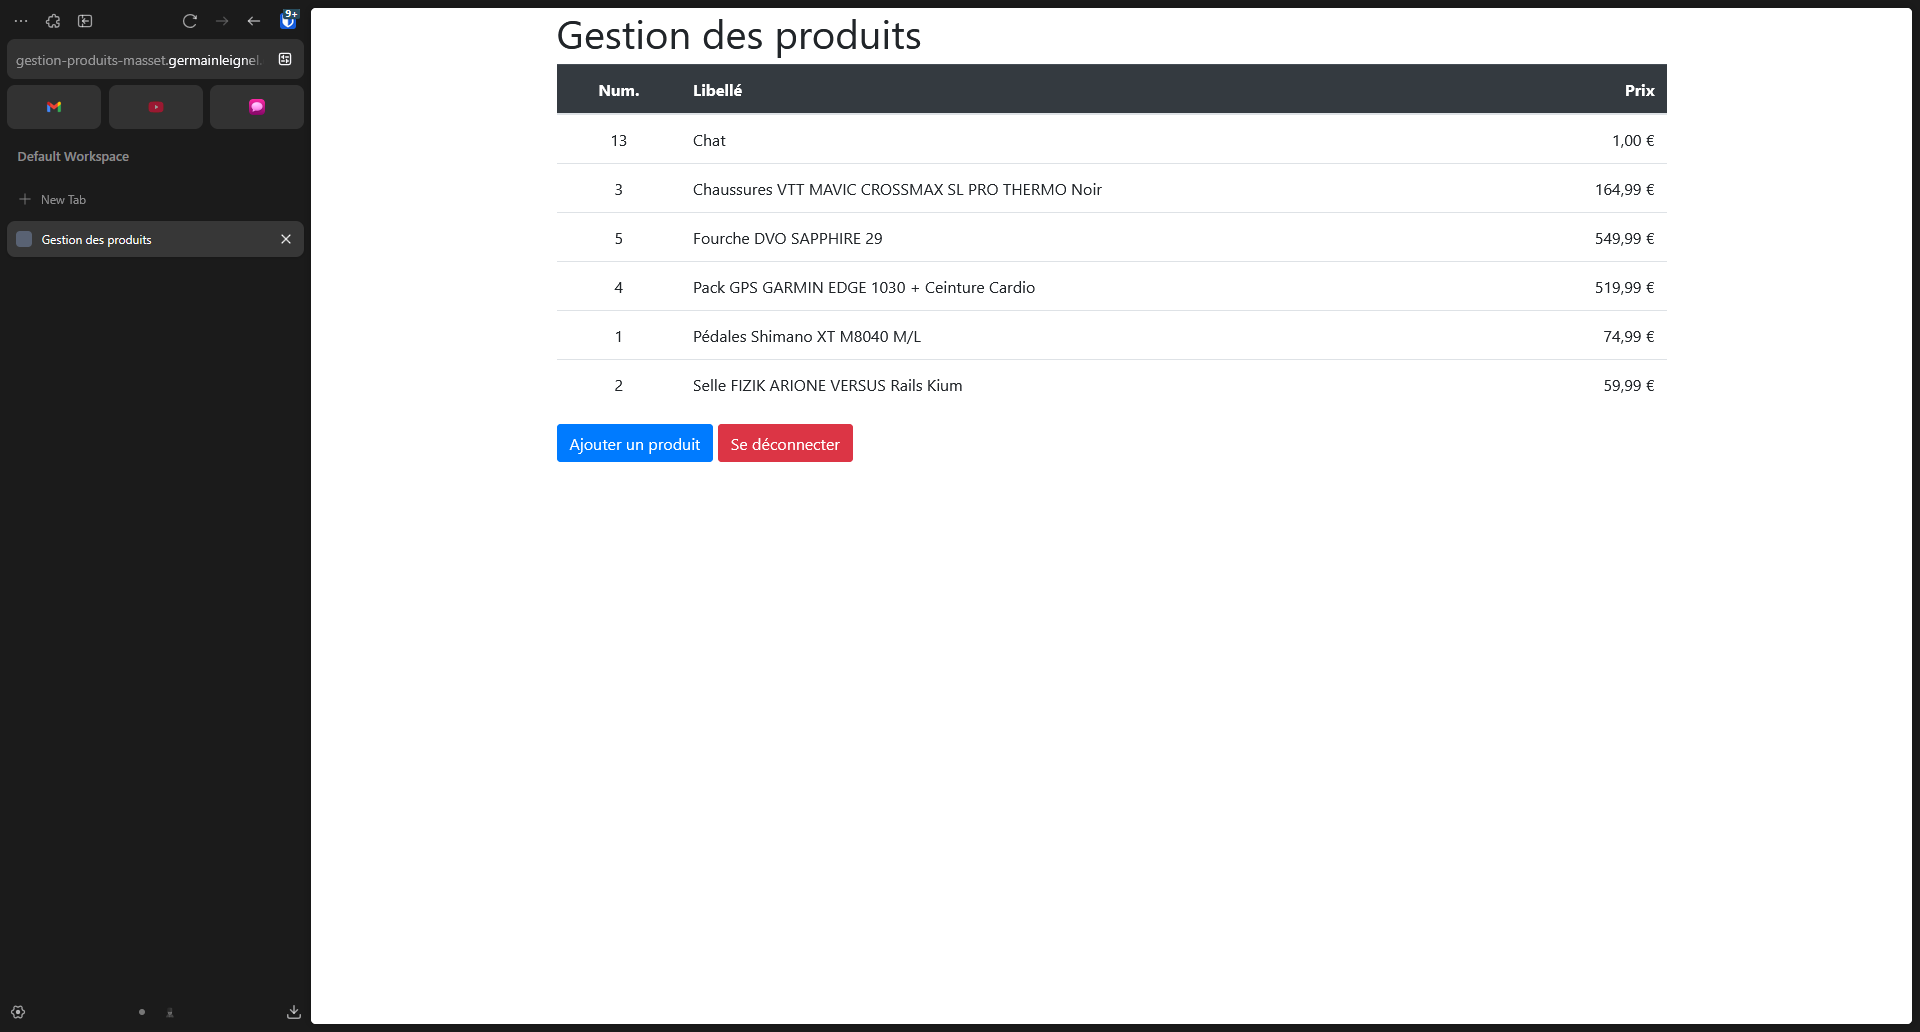 9+
gestion-produits-masset.germainleignel.
Default Workspace
New Tab
Gestion des produits
Gestion des produits
Num. Libellé Prix
13 Chat 1,00 €
3 Chaussures VTT MAVIC CROSSMAX SL PRO THERMO Noir 164,99 €
5 Fourche DVO SAPPHIRE 29 549,99 €
4 Pack GPS GARMIN EDGE 1030 + Ceinture Cardio 519,99 €
1 Pédales Shimano XT M8040 M/L 74,99 €
2 Selle FIZIK ARIONE VERSUS Rails Kium 59,99 €
Ajouter un produit Se déconnecter